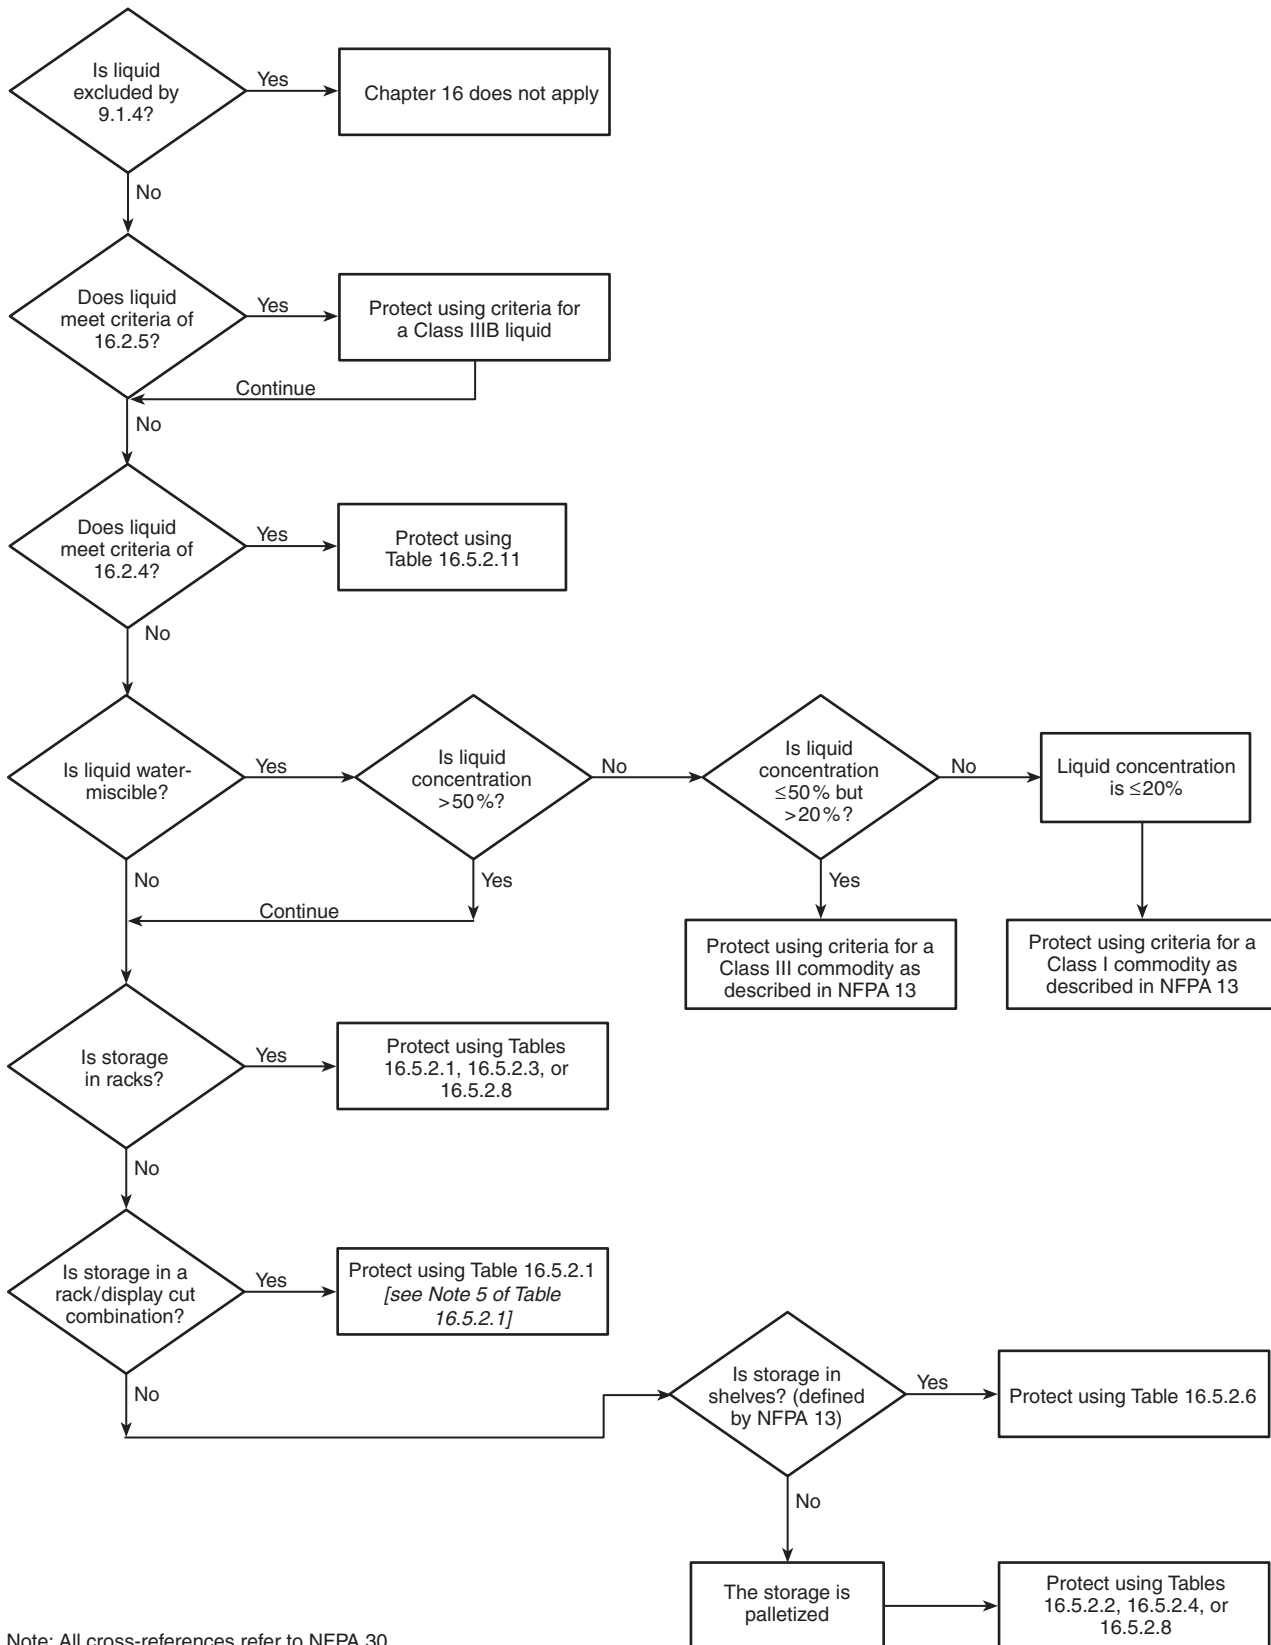 Is liquid
excluded by
9.1.4?
Yes
Chapter 16 does not apply
No
Does liquid
meet criteria of
16.2.5?
Yes
Protect using criteria for
a Class IIIB liquid
Continue
No
Does liquid
meet criteria of
16.2.4?
Yes
Protect using
Table 16.5.2.11
No
Is liquid water-
miscible?
Yes
Is liquid
concentration
>50%?
No
Is liquid
concentration
≤50% but
>20%?
No
Liquid concentration
is ≤20%
No
Yes
Yes
Continue
Protect using criteria for a
Class III commodity as
described in NFPA 13
Protect using criteria for a
Class I commodity as
described in NFPA 13
Is storage
in racks?
Yes
Protect using Tables
16.5.2.1, 16.5.2.3, or
16.5.2.8
No
Is storage in a
rack/display cut
combination?
Yes
Protect using Table 16.5.2.1
[see Note 5 of Table
16.5.2.1]
No
Is storage in
shelves? (defined
by NFPA 13)
Yes
Protect using Table 16.5.2.6
No
The storage is
palletized
Protect using Tables
16.5.2.2, 16.5.2.4, or
16.5.2.8
Note: All cross-references refer to NFPA 30